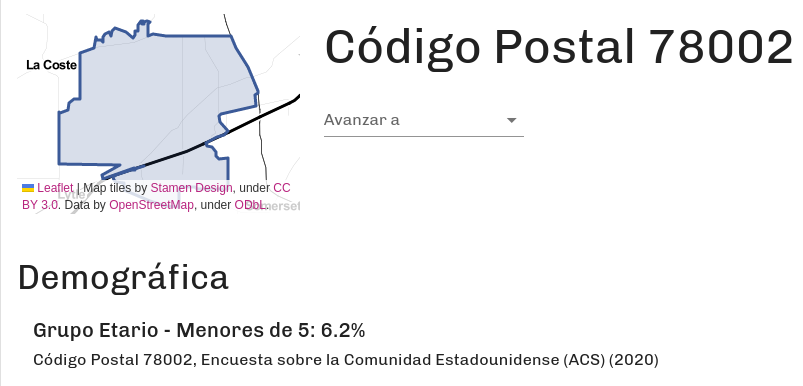 La Coste
Lytle
Somerset
Leaflet | Map tiles by Stamen Design, under CC
BY 3.0. Data by OpenStreetMap, under ODbL.
Código Postal 78002
Avanzar a
Demográfica
Grupo Etario - Menores de 5: 6.2%
Código Postal 78002, Encuesta sobre la Comunidad Estadounidense (ACS) (2020)